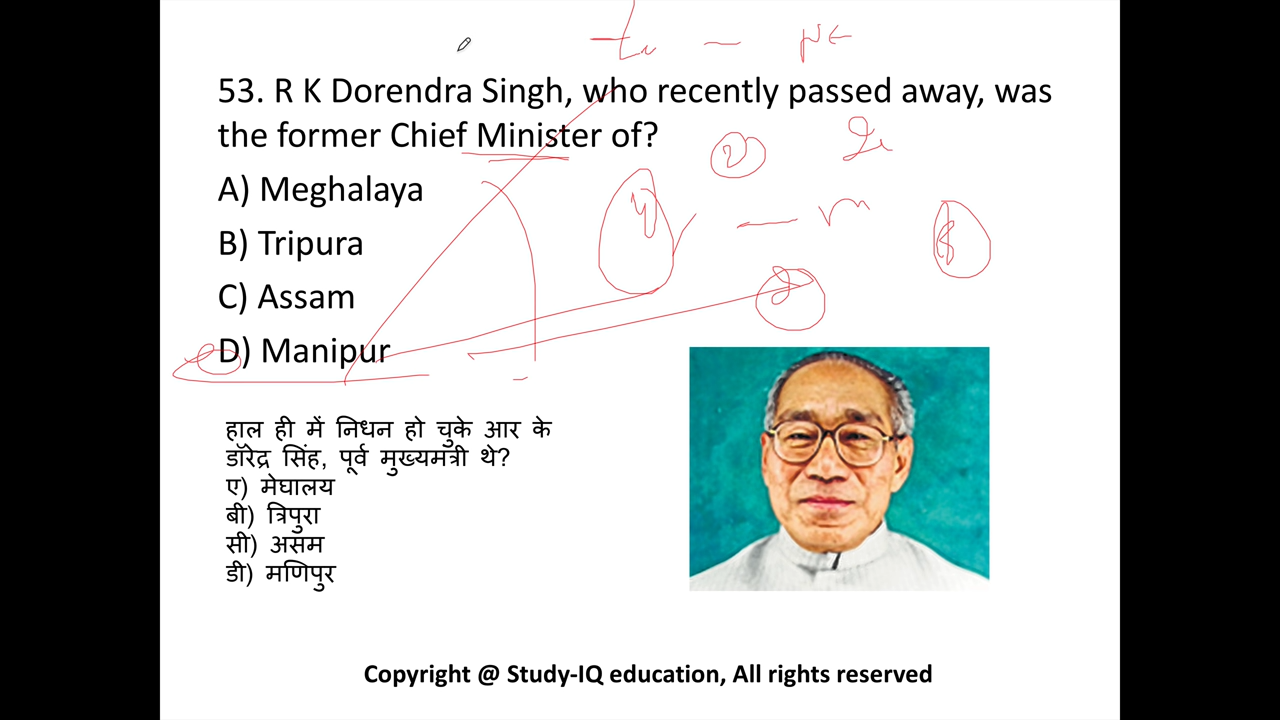 53. R K Dorendra Singh, who recently passed away, was
the former Chief Minister of?
A) Meghalaya
B) Tripura
C) Assam
D) Manipur
हाल ही में निधन हो चुके आर के
डॉरेंद्र सिंह, पूर्व मुख्यमंत्री थे?
ए) मेघालय
बी) त्रिपुरा
सी) असम
डी) मणिपुर
Copyright @ Study-IQ education, All rights reserved